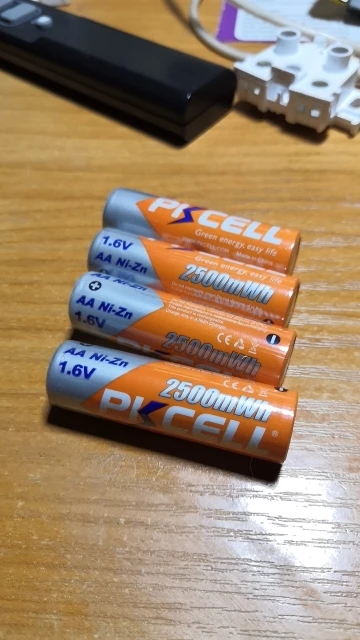 PKCELL
Green energy, easy life
1.6V
AA Ni-Zn
Green energy, easy life
2500mWh
AA Ni-Zn
1.6V
2500mWh
AA Ni-Zn
1.6V
2500mWh
PKCELL